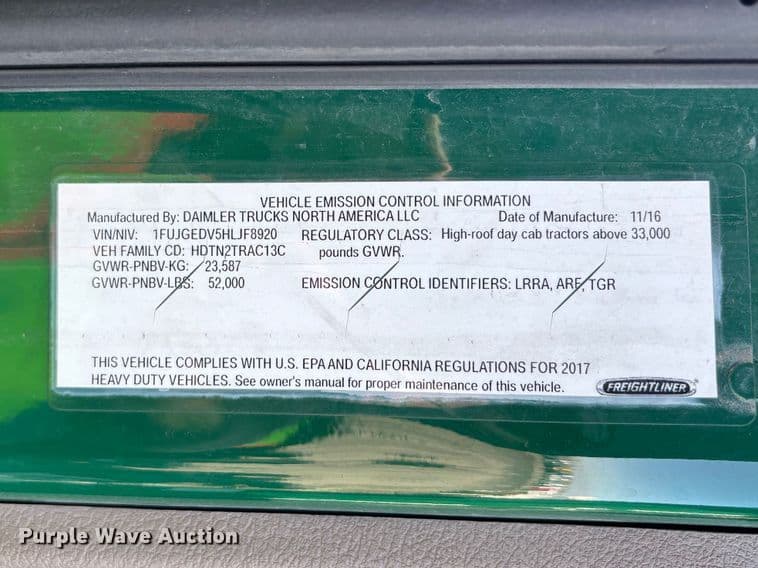 VEHICLE EMISSION CONTROL INFORMATION
Manufactured By: DAIMLER TRUCKS NORTH AMERICA LLC Date of Manufacture: 11/16
VIN/NIV: 1FUJGEDV5HLJF8920 REGULATORY CLASS: High-roof day cab tractors above 33,000
VEH FAMILY CD: HDTN2TRAC13C pounds GVWR.
GVWR-PNBV-KG: 23,587
GVWR-PNBV-LBS: 52,000 EMISSION CONTROL IDENTIFIERS: LRRA, ARF, TGR
THIS VEHICLE COMPLIES WITH U.S. EPA AND CALIFORNIA REGULATIONS FOR 2017
HEAVY DUTY VEHICLES. See owner's manual for proper maintenance of this vehicle.
FREIGHTLINER
Purple Wave Auction